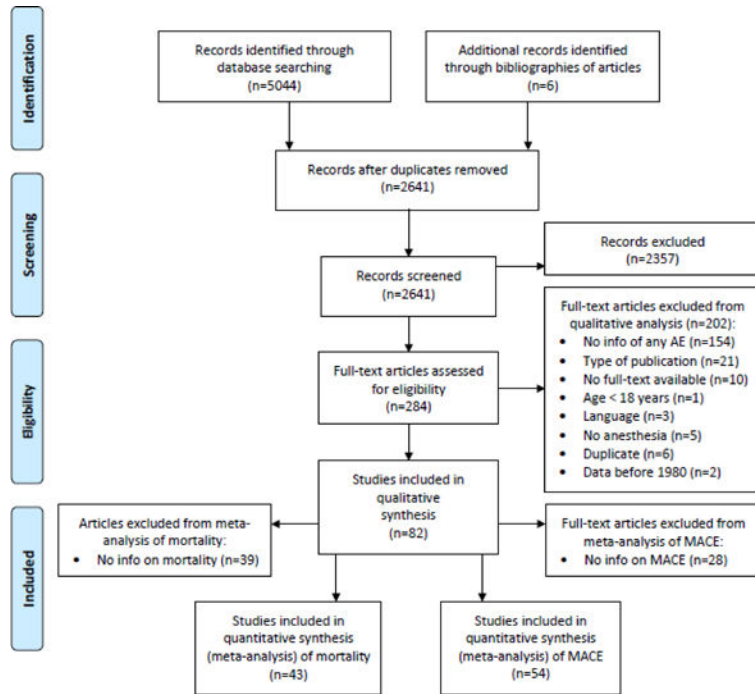 Identification
Records identified through
database searching
(n=5044)
Additional records identified
through bibliographies of articles
(n=6)
Records after duplicates removed
(n=2641)
Screening
Records screened
(n=2641)
Records excluded
(n=2357)
Eligibility
Full-text articles assessed
for eligibility
(n=284)
Full-text articles excluded from
qualitative analysis (n=202):
• No info of any AE (n=154)
• Type of publication (n=21)
• No full-text available (n=10)
• Age < 18 years (n=1)
• Language (n=3)
• No anesthesia (n=5)
• Duplicate (n=6)
• Data before 1980 (n=2)
Studies included in
qualitative
synthesis
(n=82)
Included
Articles excluded from meta-
analysis of mortality:
• No info on mortality (n=39)
Full-text articles excluded from
meta-analysis of MACE:
• No info on MACE (n=28)
Studies included in
quantitative synthesis
(meta-analysis) of mortality
(n=43)
Studies included in
quantitative synthesis
(meta-analysis) of MACE
(n=54)